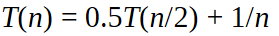 T(n) = 0.5T(n/2) + 1/n